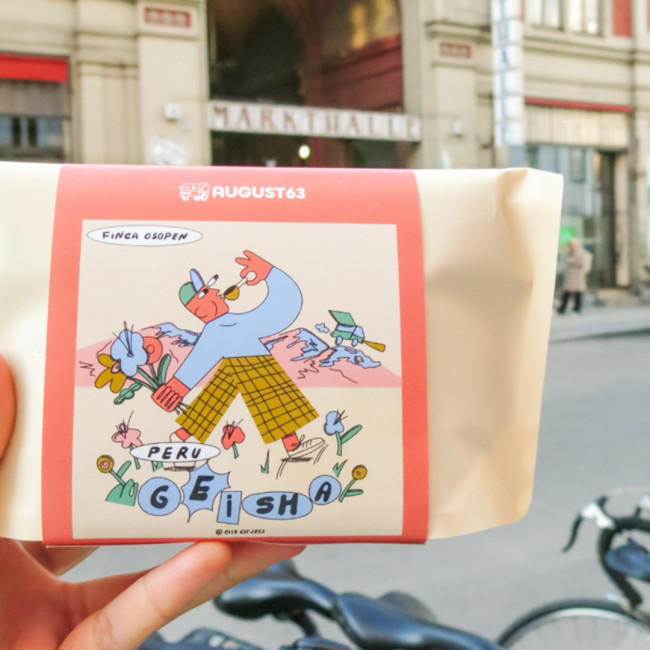 MARKTHALLE
AUGUST63
FINCA OSOPEN
PERU
GEISHA